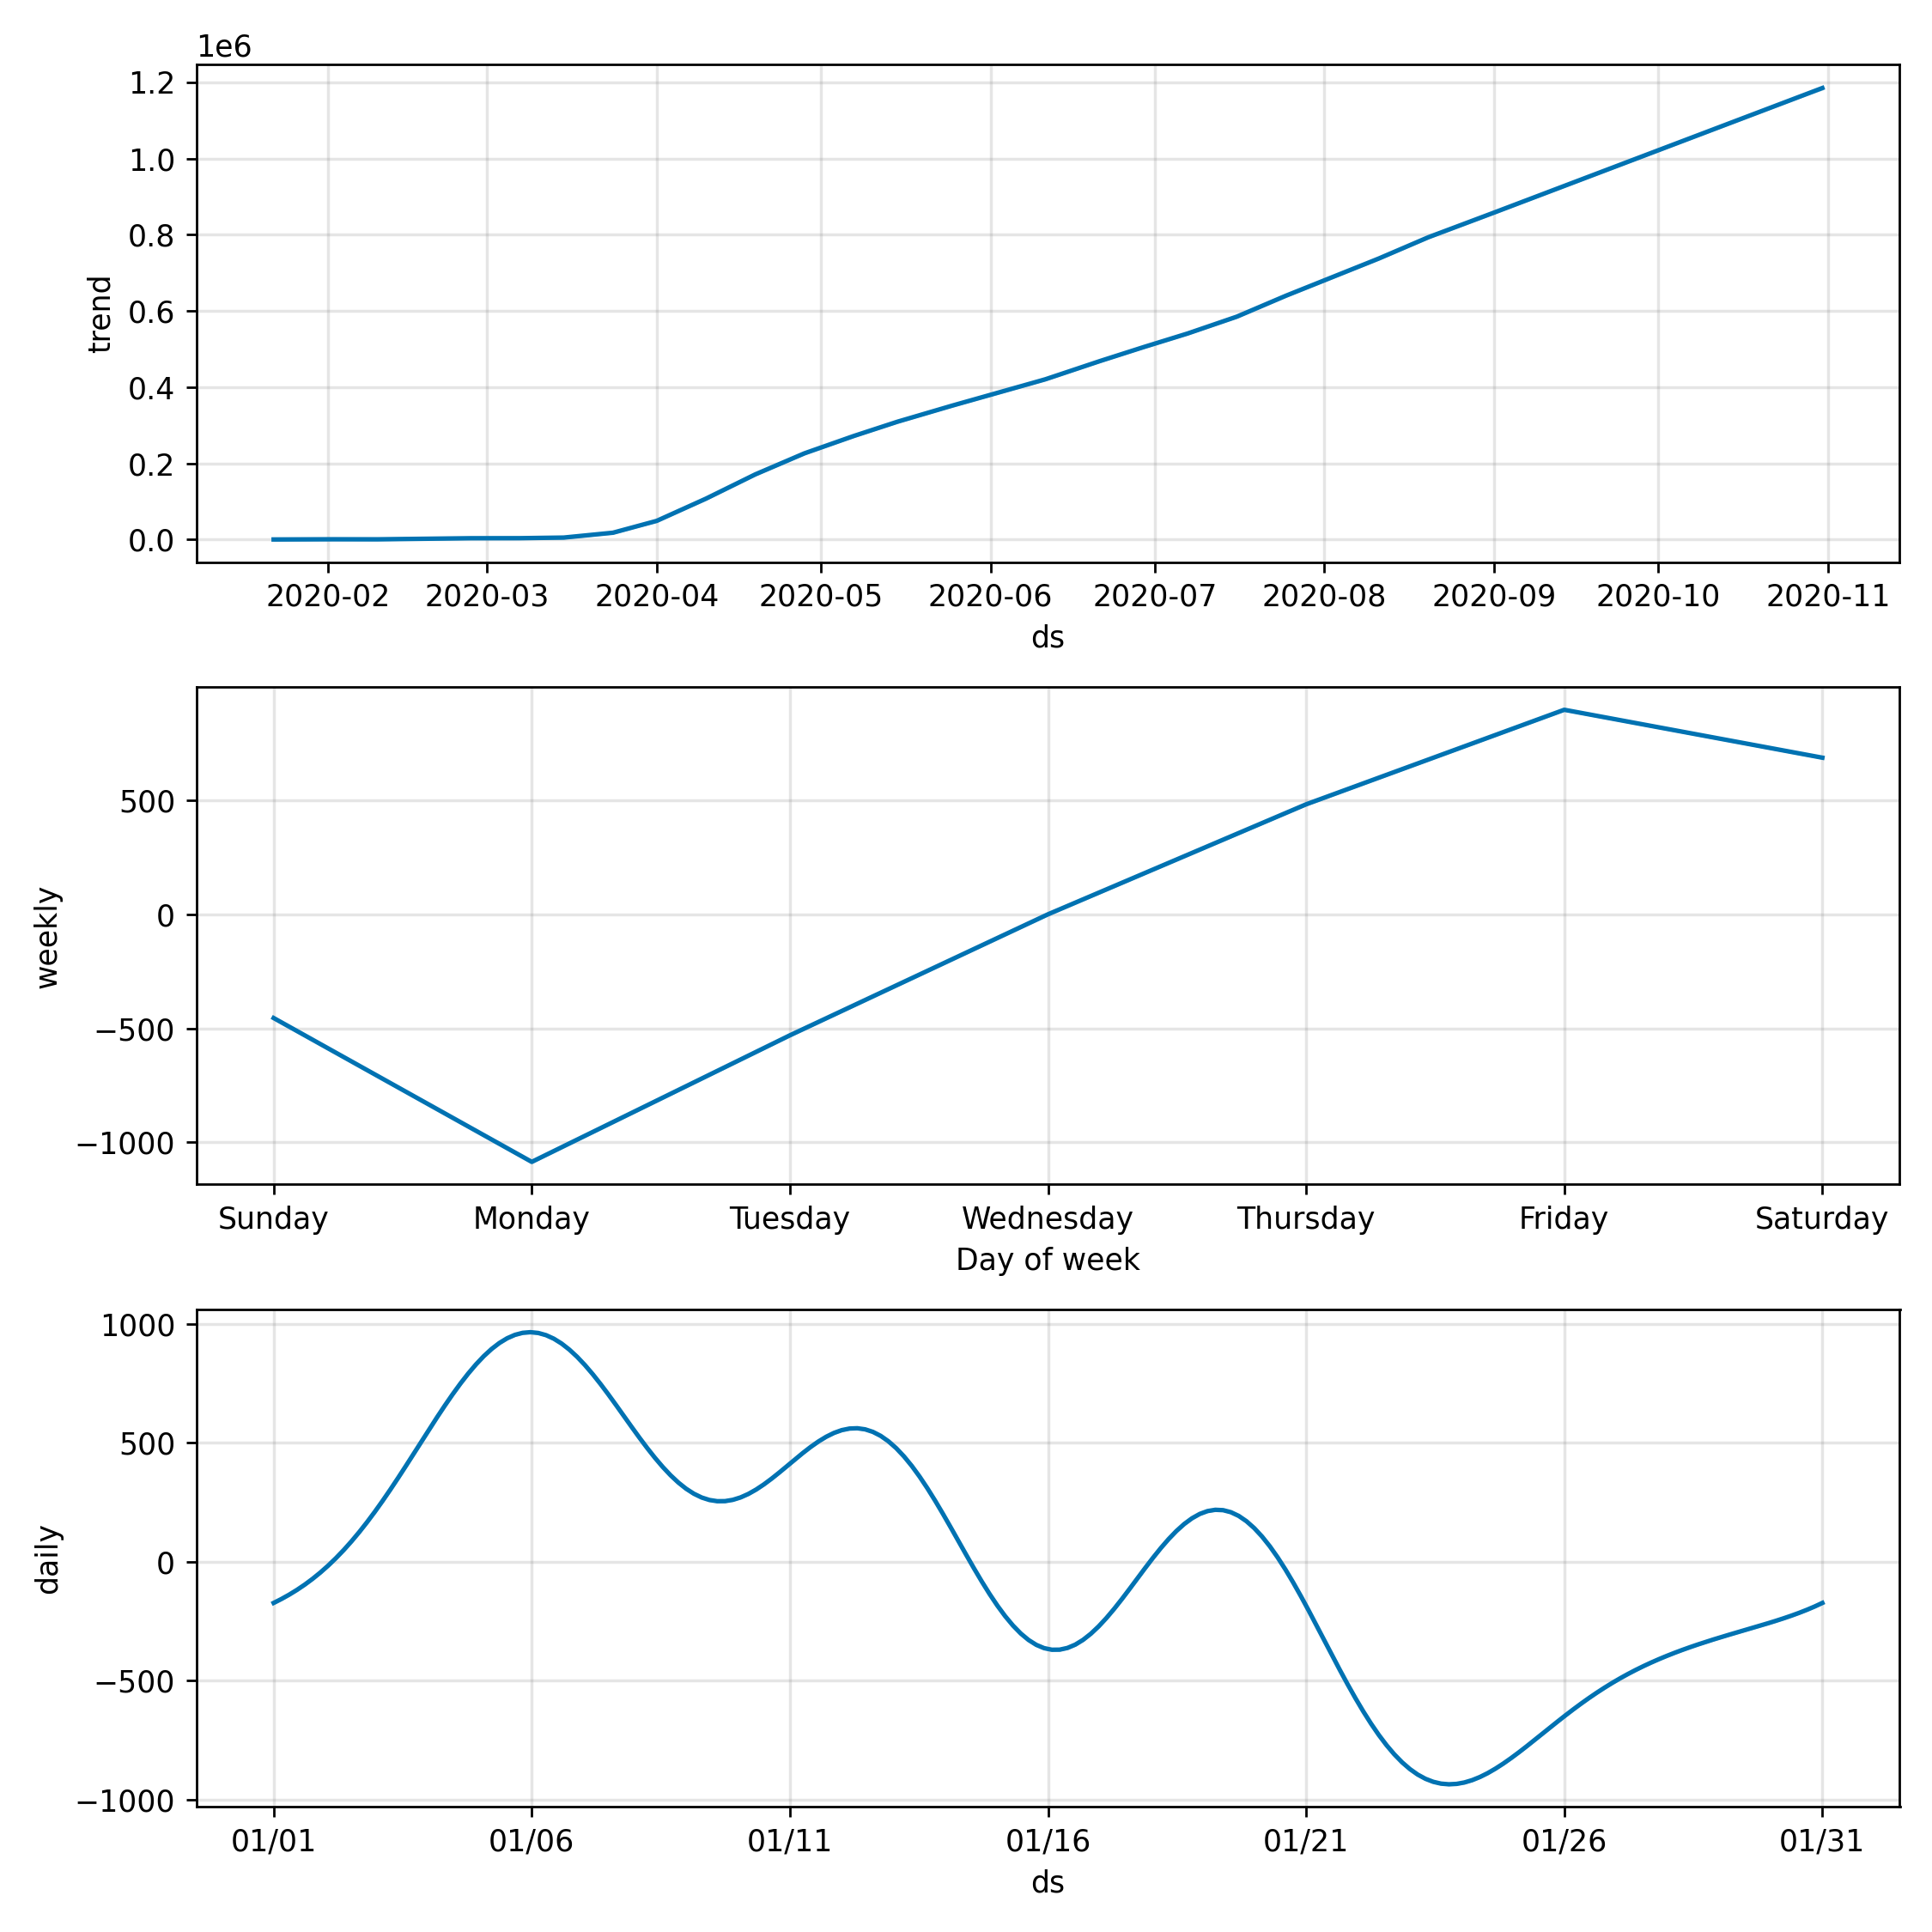 1e6
1.2
1.0
0.8
0.6
0.4
0.2
0.0
trend
2020-02 2020-03 2020-04 2020-05 2020-06 2020-07 2020-08 2020-09 2020-10 2020-11
ds
500
0
−500
−1000
weekly
Sunday Monday Tuesday Wednesday Thursday Friday Saturday
Day of week
1000
500
0
−500
−1000
daily
01/01 01/06 01/11 01/16 01/21 01/26 01/31
ds